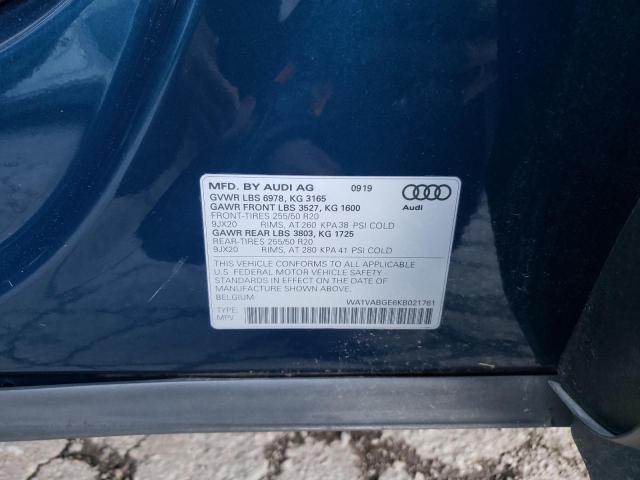 MFD. BY AUDI AG 0919
GVWR LBS 6978, KG 3165
GAWR FRONT LBS 3527, KG 1600
FRONT-TIRES 255/50 R20
9JX20 RIMS, AT 260 KPA 38 PSI COLD
GAWR REAR LBS 3803, KG 1725
REAR-TIRES 255/50 R20
9JX20 RIMS, AT 280 KPA 41 PSI COLD
Audi
THIS VEHICLE CONFORMS TO ALL APPLICABLE
U.S. FEDERAL MOTOR VEHICLE SAFETY
STANDARDS IN EFFECT ON THE DATE OF
MANUFACTURE SHOWN ABOVE.
BELGIUM
WA1VABGE6KB021761
TYPE:
MPV